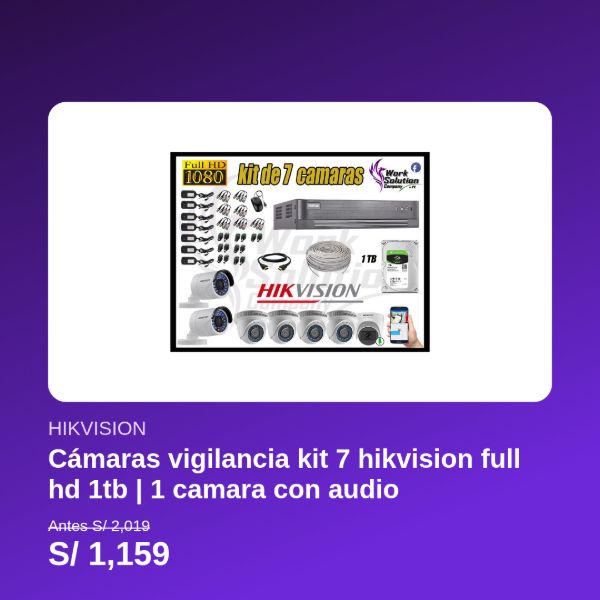 Full HD
1080
kit de 7 camaras
Work
Solution
Company
1 TB
HIKVISION
HIKVISION
Cámaras vigilancia kit 7 hikvision full
hd 1tb | 1 camara con audio
Antes S/ 2,019
S/ 1,159